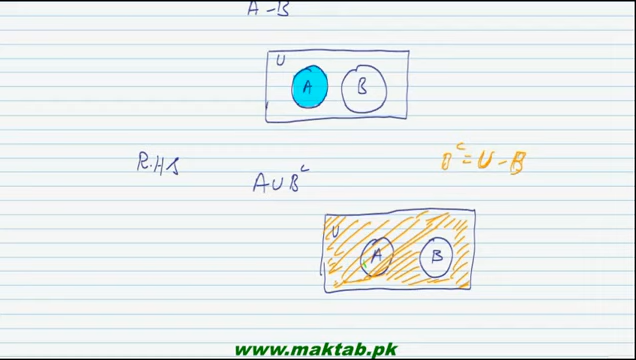 A - B
U
A B
B^c = U - B
R.H.S
A U B^c
U
A B
www.maktab.pk